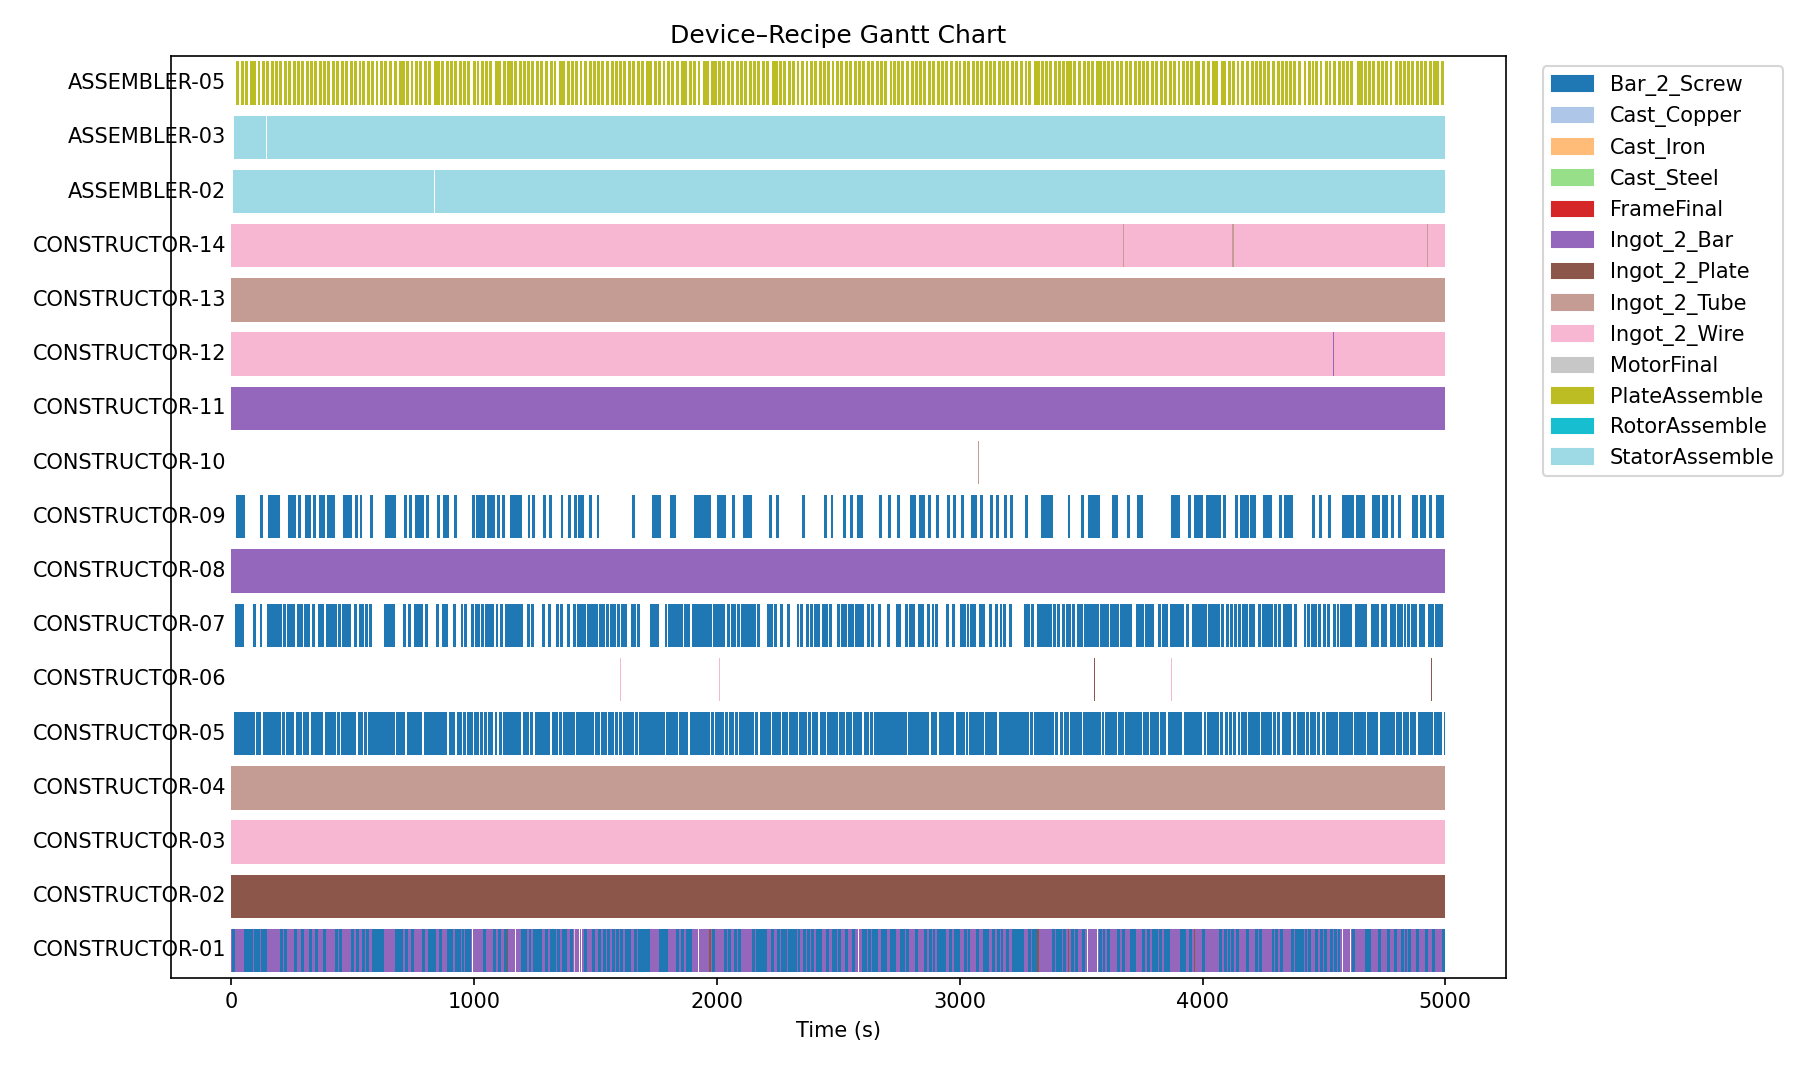 Device–Recipe Gantt Chart
ASSEMBLER-05
ASSEMBLER-03
ASSEMBLER-02
CONSTRUCTOR-14
CONSTRUCTOR-13
CONSTRUCTOR-12
CONSTRUCTOR-11
CONSTRUCTOR-10
CONSTRUCTOR-09
CONSTRUCTOR-08
CONSTRUCTOR-07
CONSTRUCTOR-06
CONSTRUCTOR-05
CONSTRUCTOR-04
CONSTRUCTOR-03
CONSTRUCTOR-02
CONSTRUCTOR-01
0 1000 2000 3000 4000 5000
Time (s)
Bar_2_Screw
Cast_Copper
Cast_Iron
Cast_Steel
FrameFinal
Ingot_2_Bar
Ingot_2_Plate
Ingot_2_Tube
Ingot_2_Wire
MotorFinal
PlateAssemble
RotorAssemble
StatorAssemble